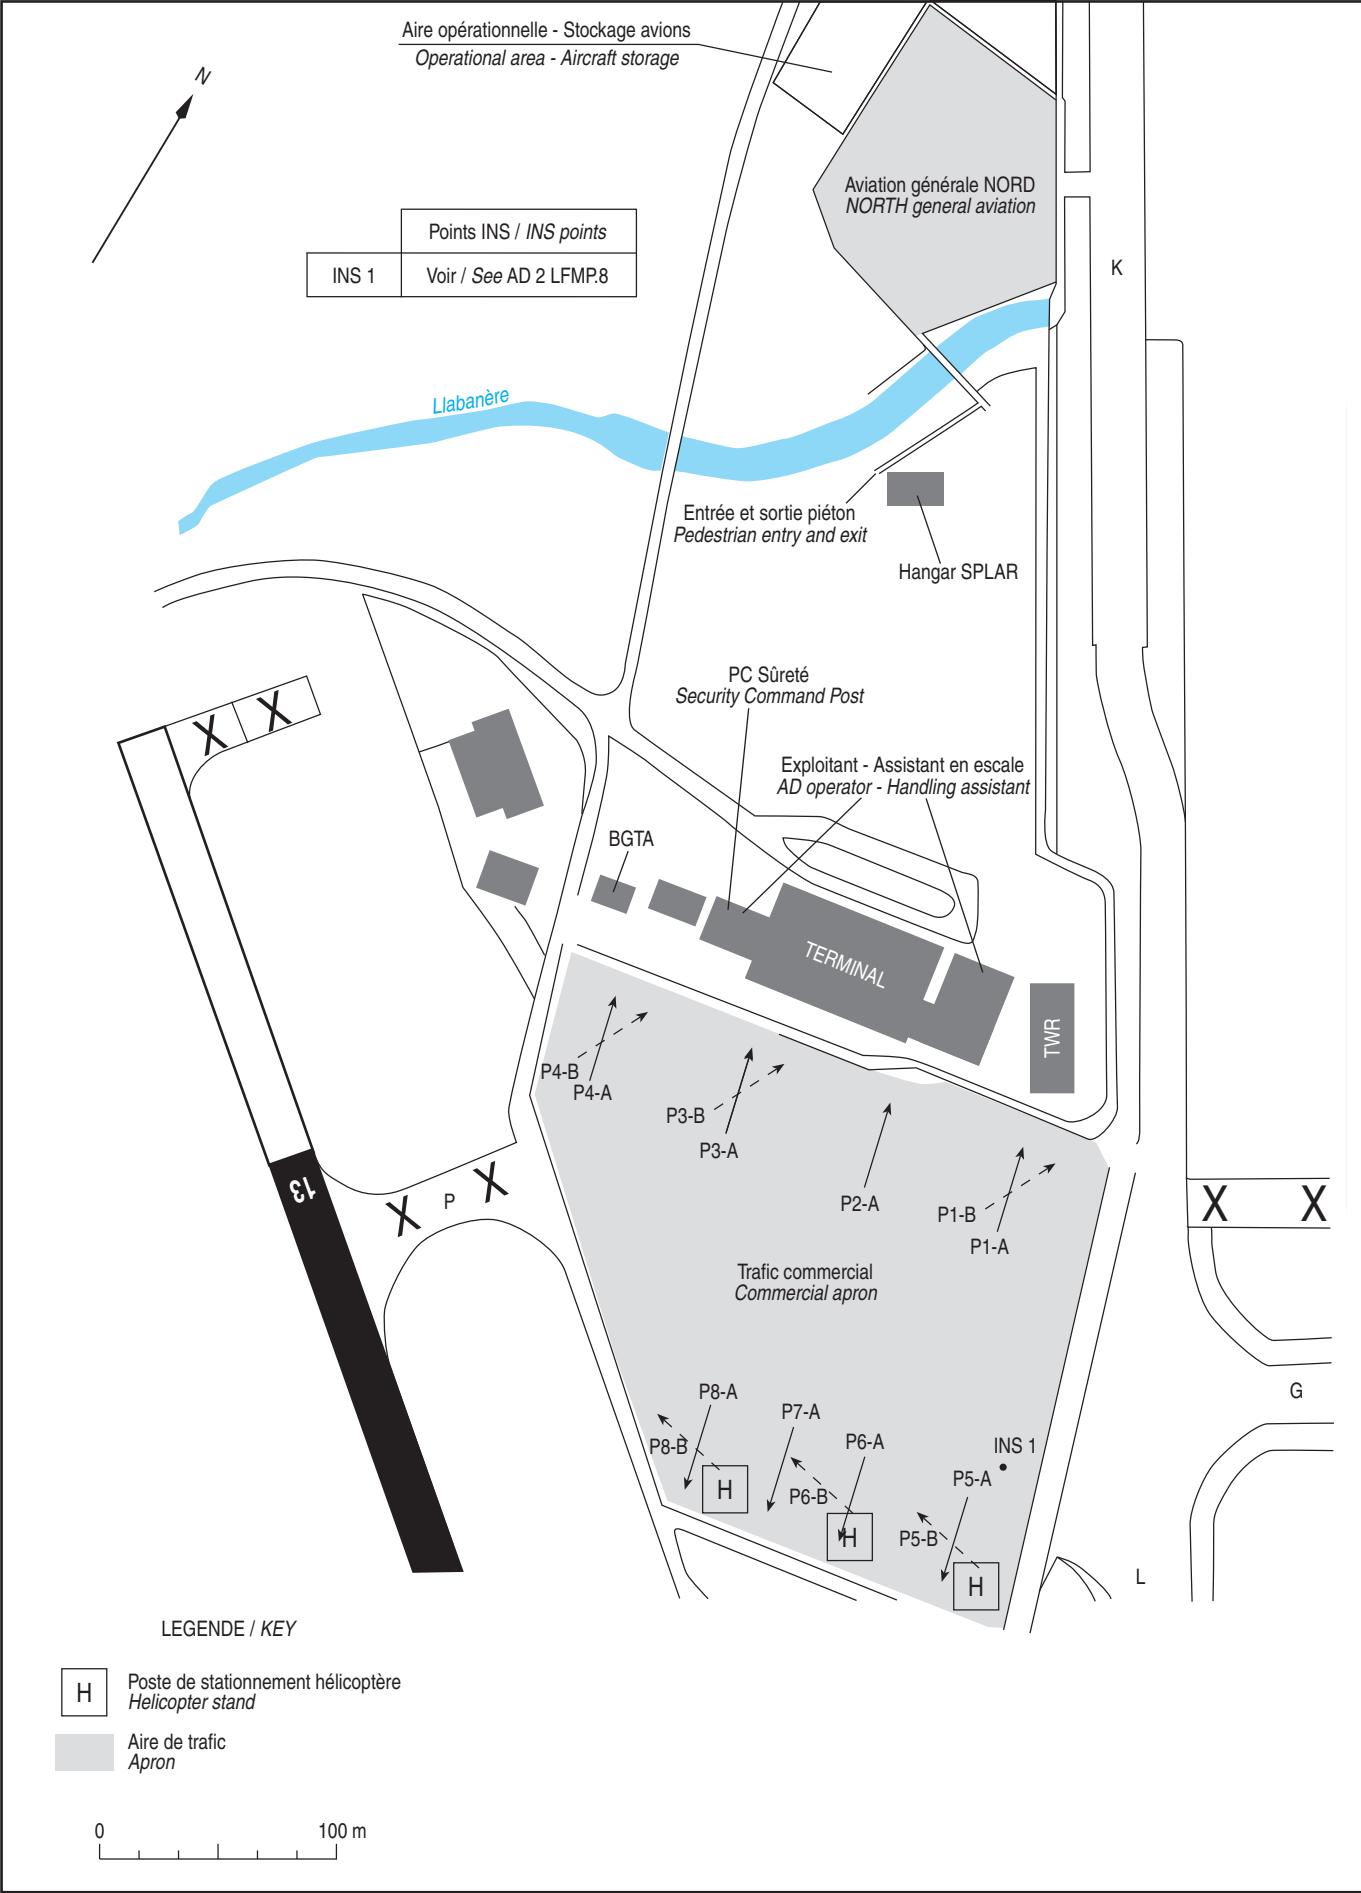 Aire opérationnelle - Stockage avions
Operational area - Aircraft storage
N
Aviation générale NORD
NORTH general aviation
Points INS / INS points
INS 1
Voir / See AD 2 LFMP.8
K
Llabanère
Entrée et sortie piéton
Pedestrian entry and exit
Hangar SPLAR
PC Sûreté
Security Command Post
X X
Exploitant - Assistant en escale
AD operator - Handling assistant
BGTA
TERMINAL
TWR
P4-B
P4-A
P3-B
P3-A
P2-A
P1-B
P1-A
13
X P X
X X
Trafic commercial
Commercial apron
P8-A
P7-A
P6-A
P8-B
INS 1
P5-A
H
P6-B
P5-B
H
H
G
L
LEGENDE / KEY
H
Poste de stationnement hélicoptère
Helicopter stand
Aire de trafic
Apron
0 100 m